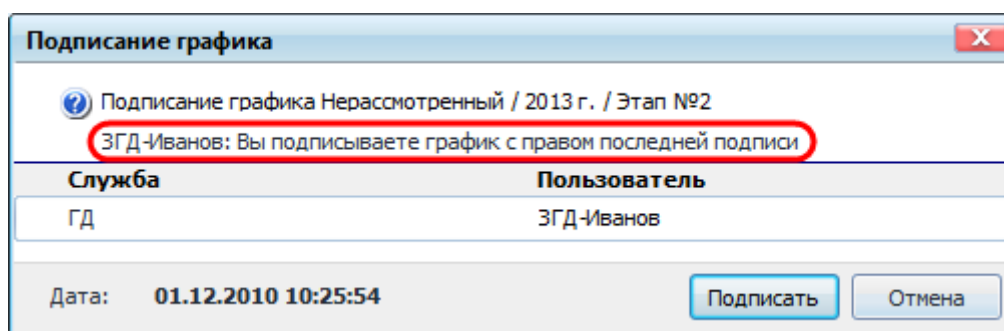 Подписание графика
Подписание графика Нерассмотренный / 2013 г. / Этап №2
ЗГД-Иванов: Вы подписываете график с правом последней подписи
Служба Пользователь
ГД ЗГД-Иванов
Дата: 01.12.2010 10:25:54 Подписать Отмена